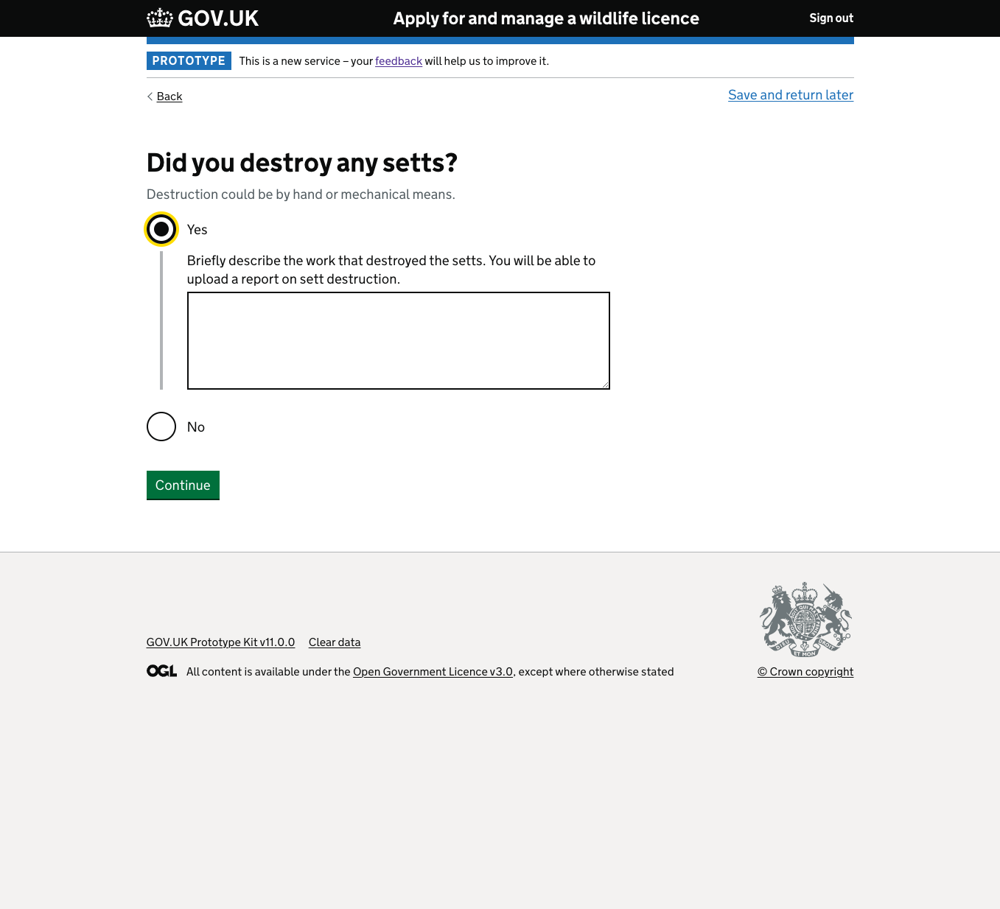 GOV.UK
Apply for and manage a wildlife licence
Sign out
PROTOTYPE This is a new service – your feedback will help us to improve it.
Back
Save and return later
Did you destroy any setts?
Destruction could be by hand or mechanical means.
Yes
Briefly describe the work that destroyed the setts. You will be able to
upload a report on sett destruction.
No
Continue
GOV.UK Prototype Kit v11.0.0 Clear data
OGL All content is available under the Open Government Licence v3.0, except where otherwise stated
DIEU ET MON DROIT
© Crown copyright